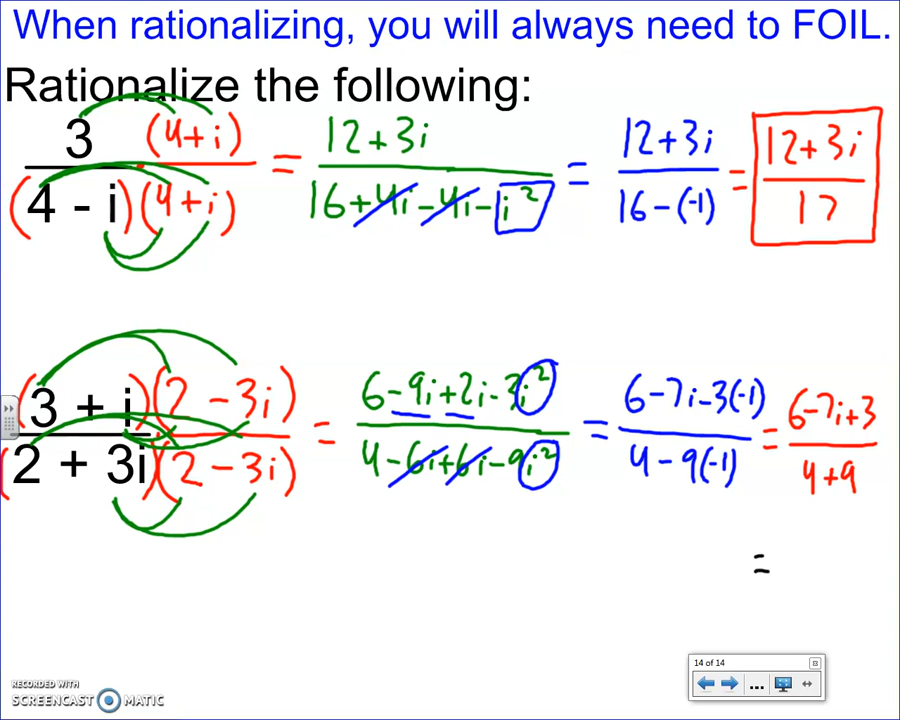 When rationalizing, you will always need to FOIL.
Rationalize the following:
3 (4+i) / (4 - i)(4+i) = 12+3i / 16+4i-4i-i² = 12+3i / 16-(-1) = 12+3i / 17
(3 + i)(2 -3i) / (2 + 3i)(2-3i) = 6-9i+2i-3i² / 4-6i+6i-9i² = 6-7i-3(-1) / 4-9(-1) = 6-7i+3 / 4+9
=
14 of 14
...
RECORDED WITH
SCREENCAST MATIC